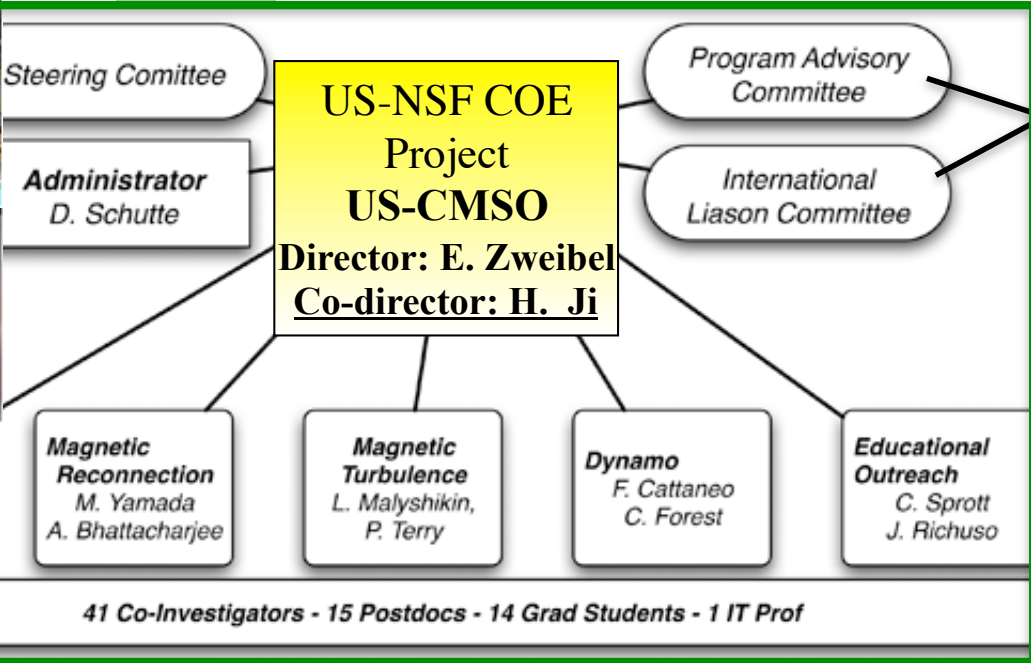 Steering Comittee
US-NSF COE
Project
US-CMSO
Director: E. Zweibel
Co-director: H. Ji
Program Advisory
Committee
Administrator
D. Schutte
International
Liason Committee
Magnetic
Reconnection
M. Yamada
A. Bhattacharjee
Magnetic
Turbulence
L. Malyshikin,
P. Terry
Dynamo
F. Cattaneo
C. Forest
Educational
Outreach
C. Sprott
J. Richuso
41 Co-Investigators - 15 Postdocs - 14 Grad Students - 1 IT Prof